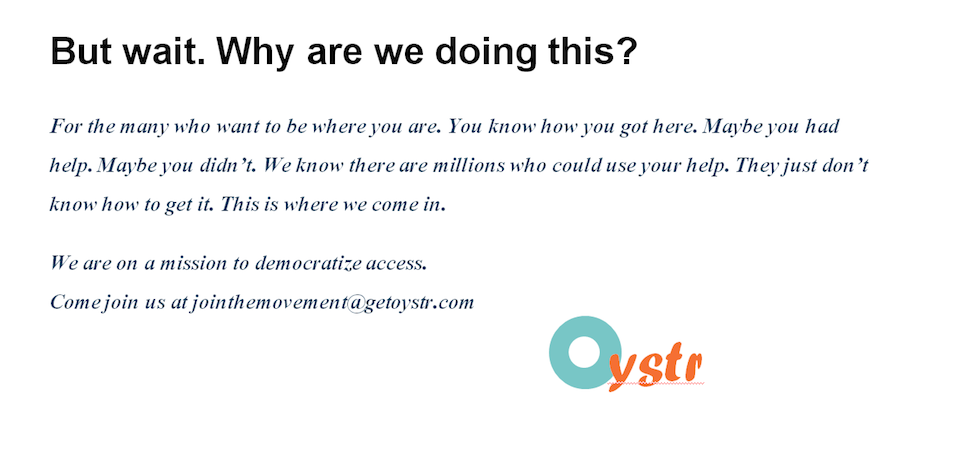 But wait. Why are we doing this?
For the many who want to be where you are. You know how you got here. Maybe you had
help. Maybe you didn’t. We know there are millions who could use your help. They just don’t
know how to get it. This is where we come in.
We are on a mission to democratize access.
Come join us at jointhemovement@getoystr.com
Oystr